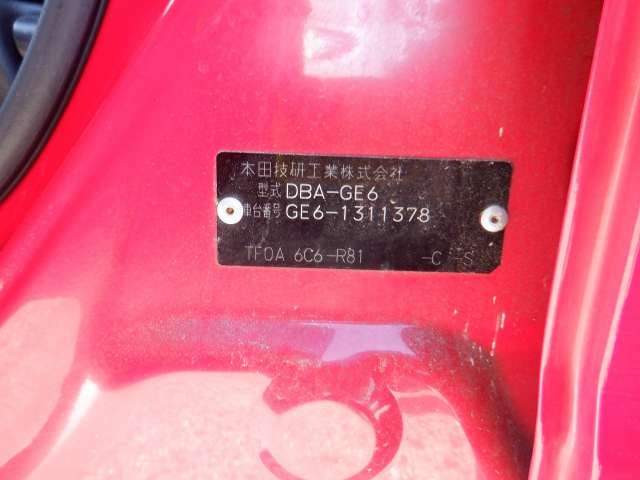 本田技研工業株式会社
型式 DBA-GE6
車台番号 GE6-1311378
TFOA 6C6-R81 -C -S